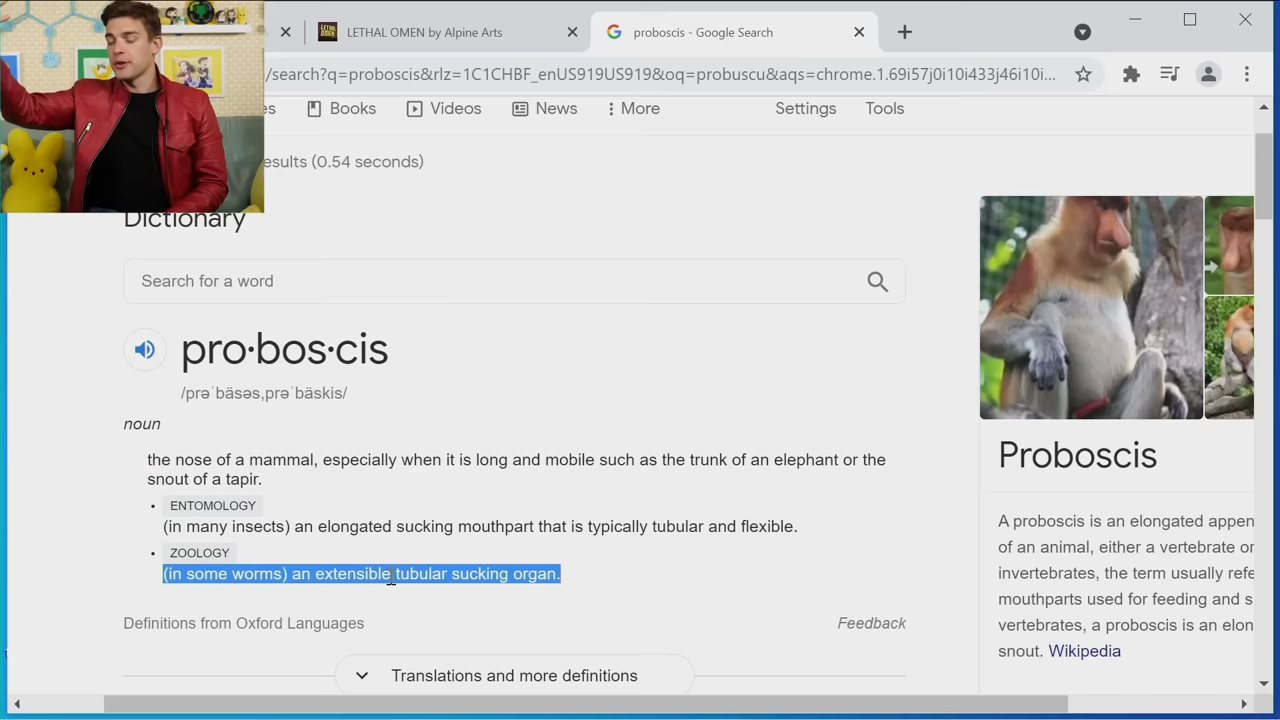 LETHAL OMEN by Alpine Arts
proboscis - Google Search
/search?q=proboscis&rlz=1C1CHBF_enUS919US919&oq=probuscu&aqs=chrome.1.69i57j0i10i433j46i10i...
es Books Videos News More Settings Tools
esults (0.54 seconds)
Dictionary
Search for a word
pro·bos·cis
/prəˈbäsəs,prəˈbäskis/
noun
the nose of a mammal, especially when it is long and mobile such as the trunk of an elephant or the
snout of a tapir.
• ENTOMOLOGY
(in many insects) an elongated sucking mouthpart that is typically tubular and flexible.
• ZOOLOGY
(in some worms) an extensible tubular sucking organ.
Definitions from Oxford Languages
Feedback
Translations and more definitions
Proboscis
A proboscis is an elongated appen
of an animal, either a vertebrate or
invertebrates, the term usually refe
mouthparts used for feeding and s
vertebrates, a proboscis is an elon
snout. Wikipedia